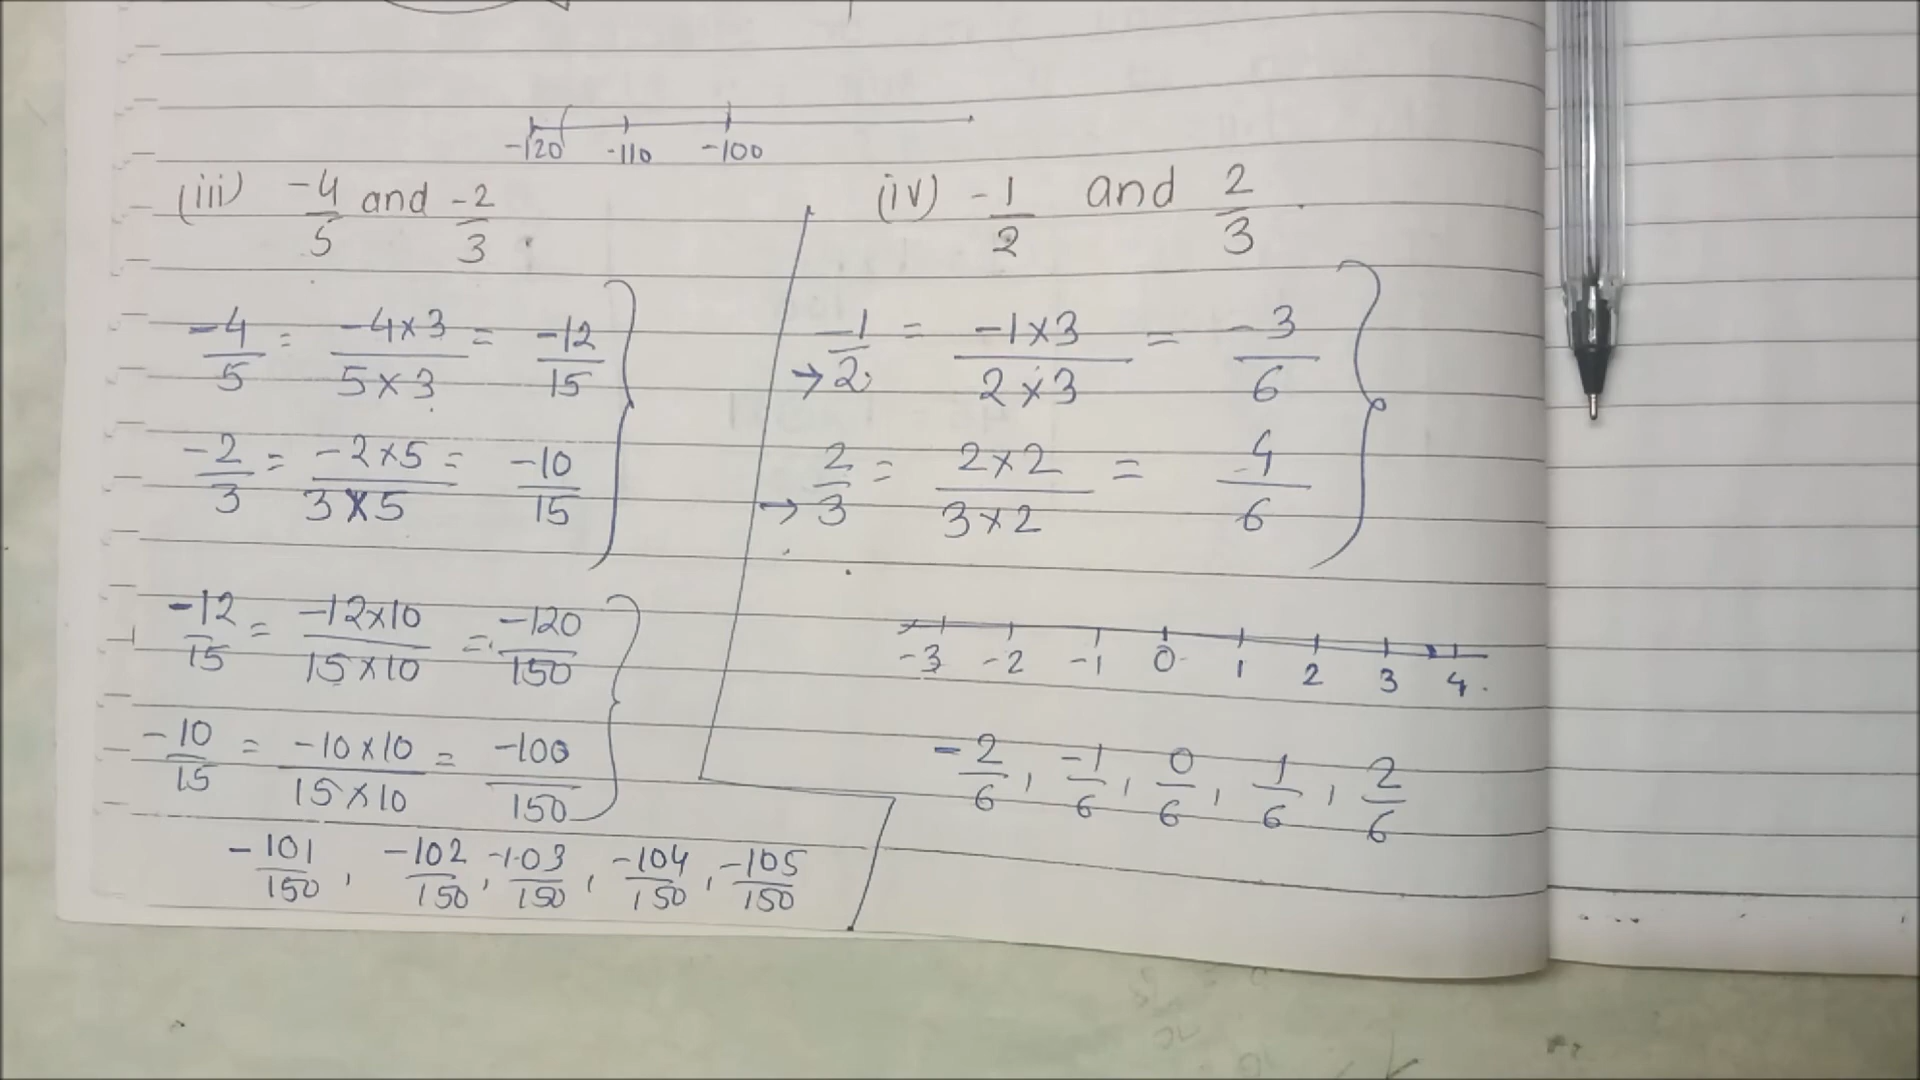 -120 -110 -100
(iii) -4/5 and -2/3
-4/5 = -4×3/5×3 = -12/15
-2/3 = -2×5/3×5 = -10/15
-12/15 = -12×10/15×10 = -120/150
-10/15 = -10×10/15×10 = -100/150
-101/150, -102/150, -103/150, -104/150, -105/150
(iv) -1/2 and 2/3
→ -1/2 = -1×3/2×3 = -3/6
→ 2/3 = 2×2/3×2 = 4/6
-3 -2 -1 0 1 2 3 4
-2/6, -1/6, 0/6, 1/6, 2/6